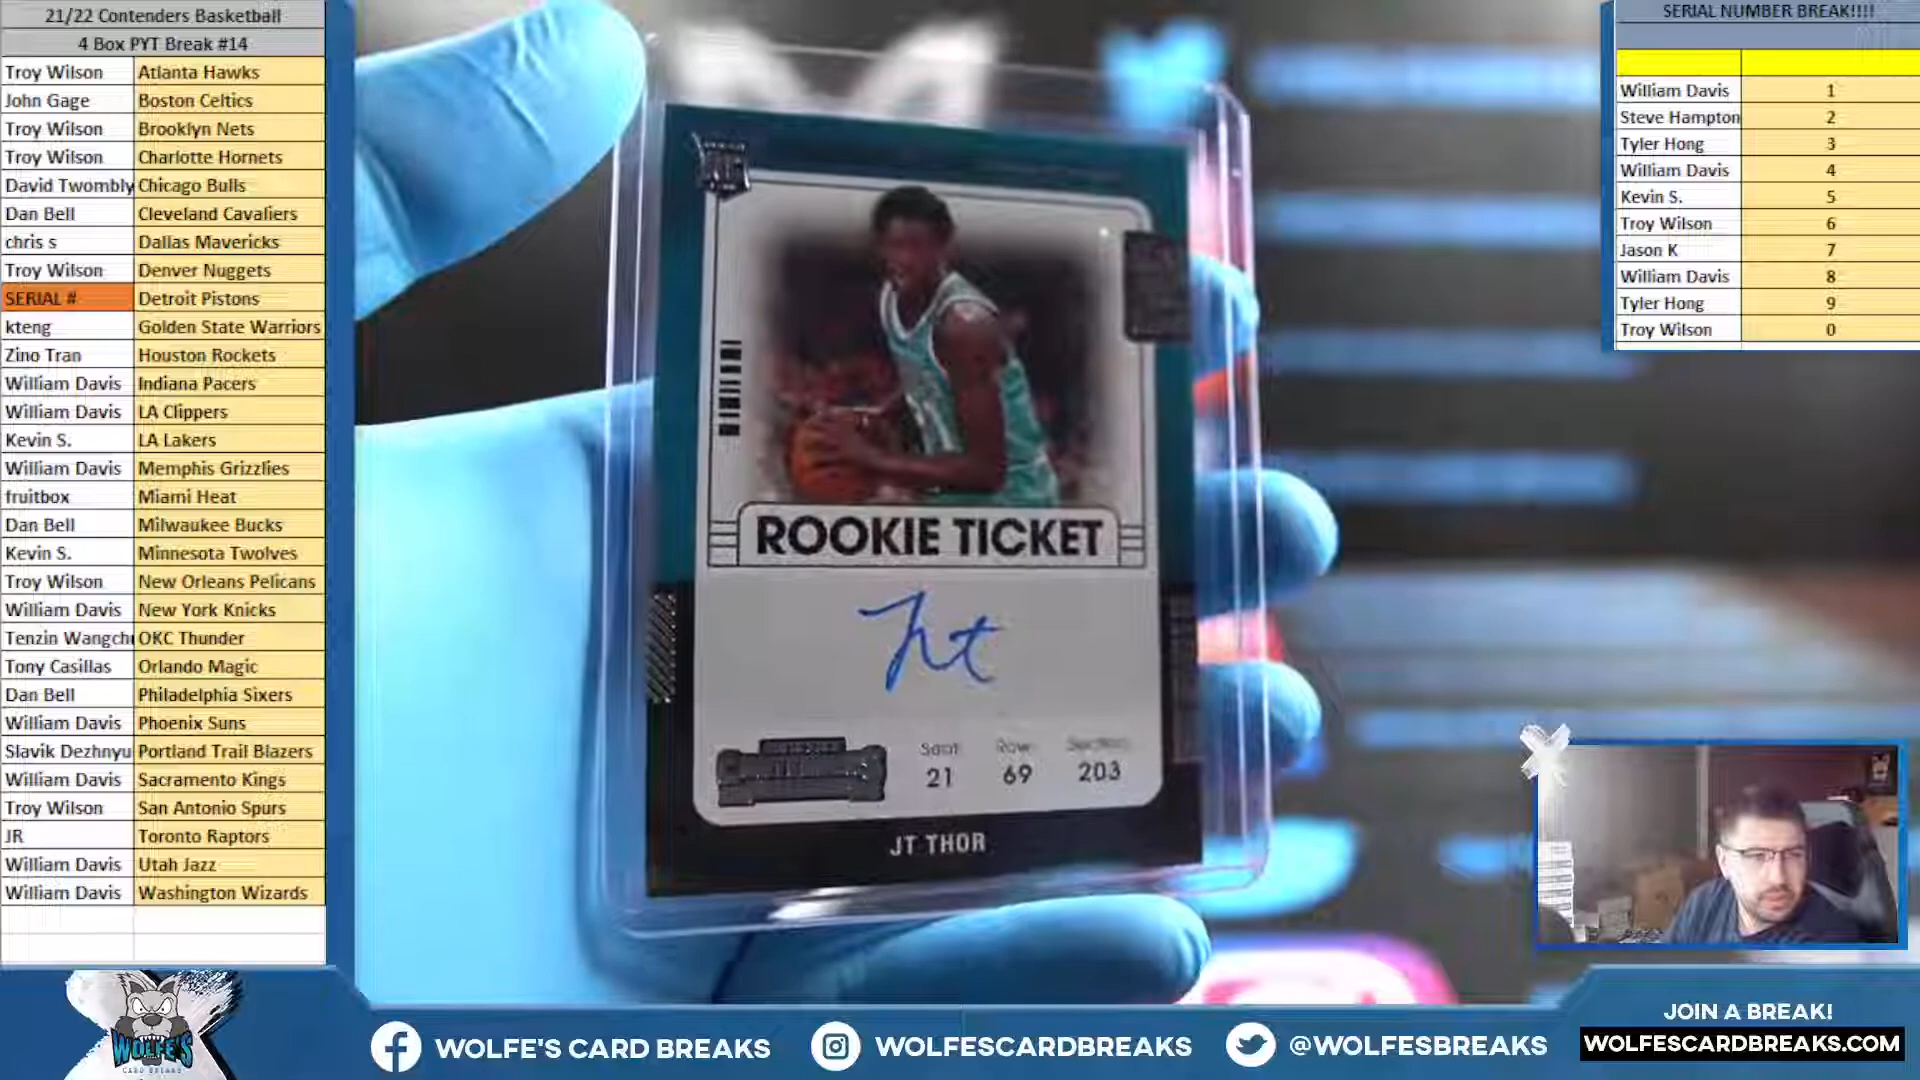 21/22 Contenders Basketball
4 Box PYT Break #14
Troy Wilson Atlanta Hawks
John Gage Boston Celtics
Troy Wilson Brooklyn Nets
Troy Wilson Charlotte Hornets
David Twombly Chicago Bulls
Dan Bell Cleveland Cavaliers
chris s Dallas Mavericks
Troy Wilson Denver Nuggets
SERIAL # Detroit Pistons
kteng Golden State Warriors
Zino Tran Houston Rockets
William Davis Indiana Pacers
William Davis LA Clippers
Kevin S. LA Lakers
William Davis Memphis Grizzlies
fruitbox Miami Heat
Dan Bell Milwaukee Bucks
Kevin S. Minnesota Twolves
Troy Wilson New Orleans Pelicans
William Davis New York Knicks
Tenzin Wangch OKC Thunder
Tony Casillas Orlando Magic
Dan Bell Philadelphia Sixers
William Davis Phoenix Suns
Slavik Dezhnyu Portland Trail Blazers
William Davis Sacramento Kings
Troy Wilson San Antonio Spurs
JR Toronto Raptors
William Davis Utah Jazz
William Davis Washington Wizards
RC
ROOKIE TICKET
Seat Row Section
21 69 203
JT THOR
SERIAL NUMBER BREAK!!!!
William Davis 1
Steve Hampton 2
Tyler Hong 3
William Davis 4
Kevin S. 5
Troy Wilson 6
Jason K 7
William Davis 8
Tyler Hong 9
Troy Wilson 0
WOLFE'S
CARD BREAKS
WOLFE'S CARD BREAKS
WOLFESCARDBREAKS
@WOLFESBREAKS
JOIN A BREAK!
WOLFESCARDBREAKS.COM